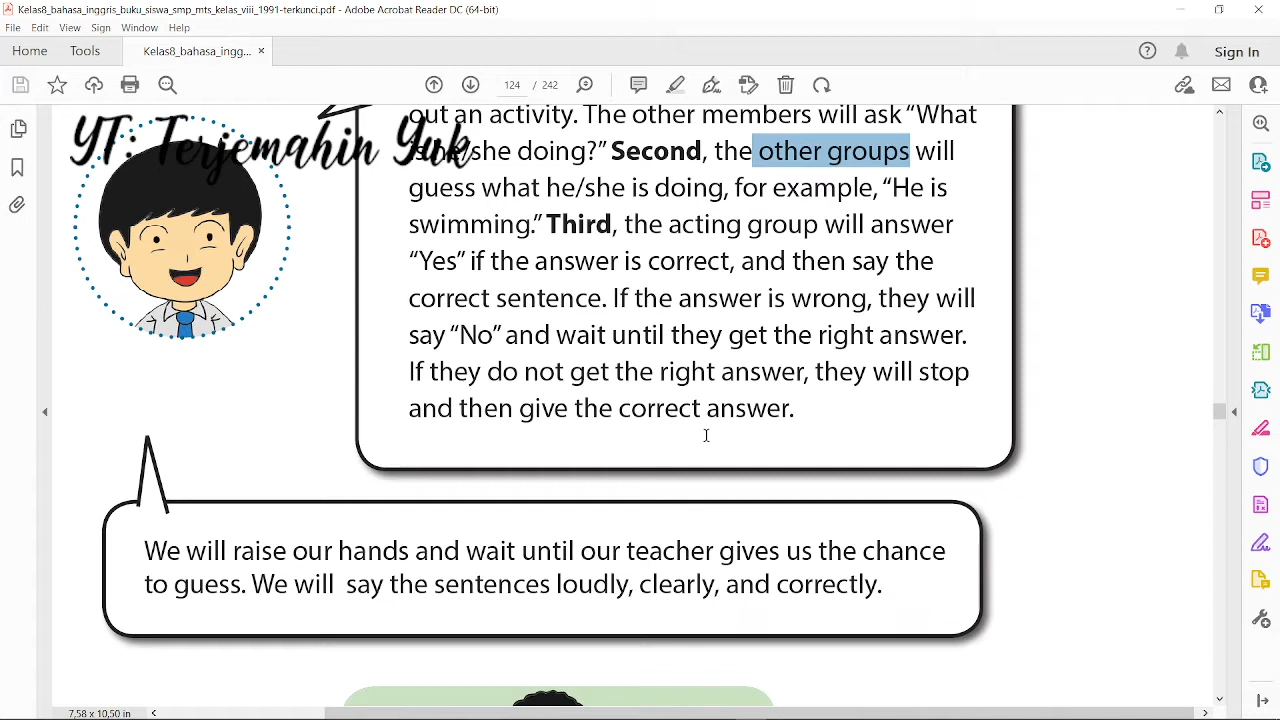 Kelas8_bahasa_inggris_buku_siswa_smp_mts_kelas_viii_1991-terkunci.pdf - Adobe Acrobat Reader DC (64-bit)
File Edit View Sign Window Help
Home Tools Kelas8_bahasa_ingg... × Sign In
124 / 242
out an activity. The other members will ask “What
is he/she doing?” Second, the other groups will
YT: Terjemahin Yuk
guess what he/she is doing, for example, “He is
swimming.” Third, the acting group will answer
“Yes” if the answer is correct, and then say the
correct sentence. If the answer is wrong, they will
say “No” and wait until they get the right answer.
If they do not get the right answer, they will stop
and then give the correct answer.
We will raise our hands and wait until our teacher gives us the chance
to guess. We will say the sentences loudly, clearly, and correctly.
7,58 x 10,50 in